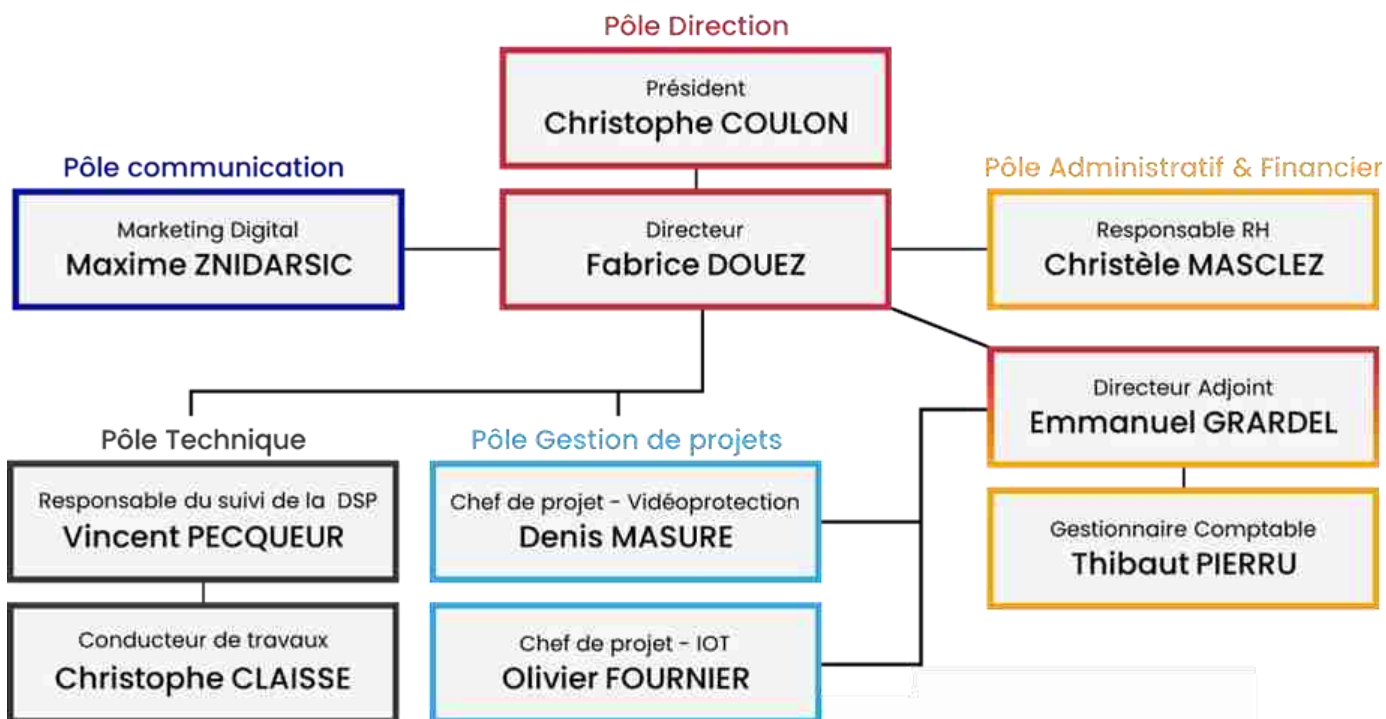 Pôle Direction
Président
Christophe COULON
Pôle communication
Marketing Digital
Maxime ZNIDARSIC
Directeur
Fabrice DOUEZ
Pôle Administratif & Financier
Responsable RH
Christèle MASCLEZ
Directeur Adjoint
Emmanuel GRARDEL
Gestionnaire Comptable
Thibaut PIERRU
Pôle Technique
Responsable du suivi de la DSP
Vincent PECQUEUR
Conducteur de travaux
Christophe CLAISSE
Pôle Gestion de projets
Chef de projet - Vidéoprotection
Denis MASURE
Chef de projet - IOT
Olivier FOURNIER